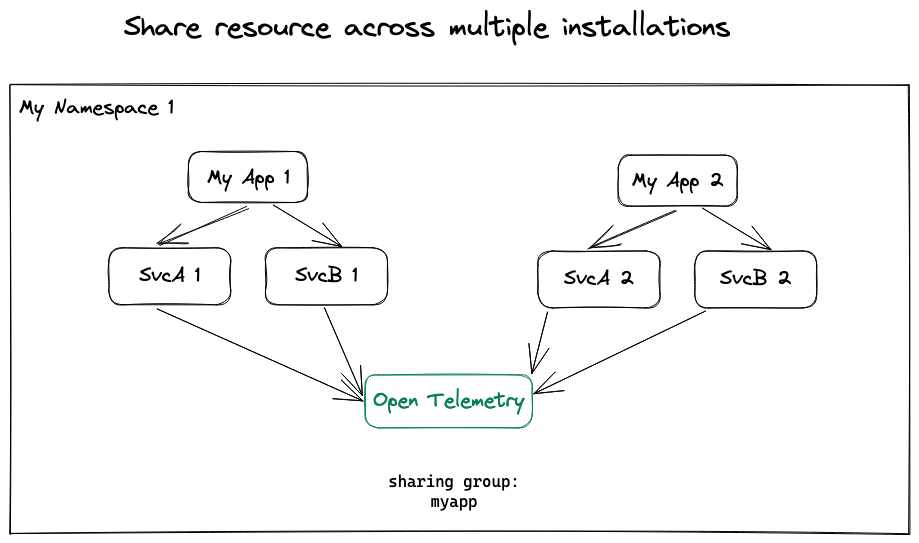 Share resource across multiple installations
My Namespace 1
My App 1
My App 2
SvcA 1
SvcB 1
SvcA 2
SvcB 2
Open Telemetry
sharing group:
myapp